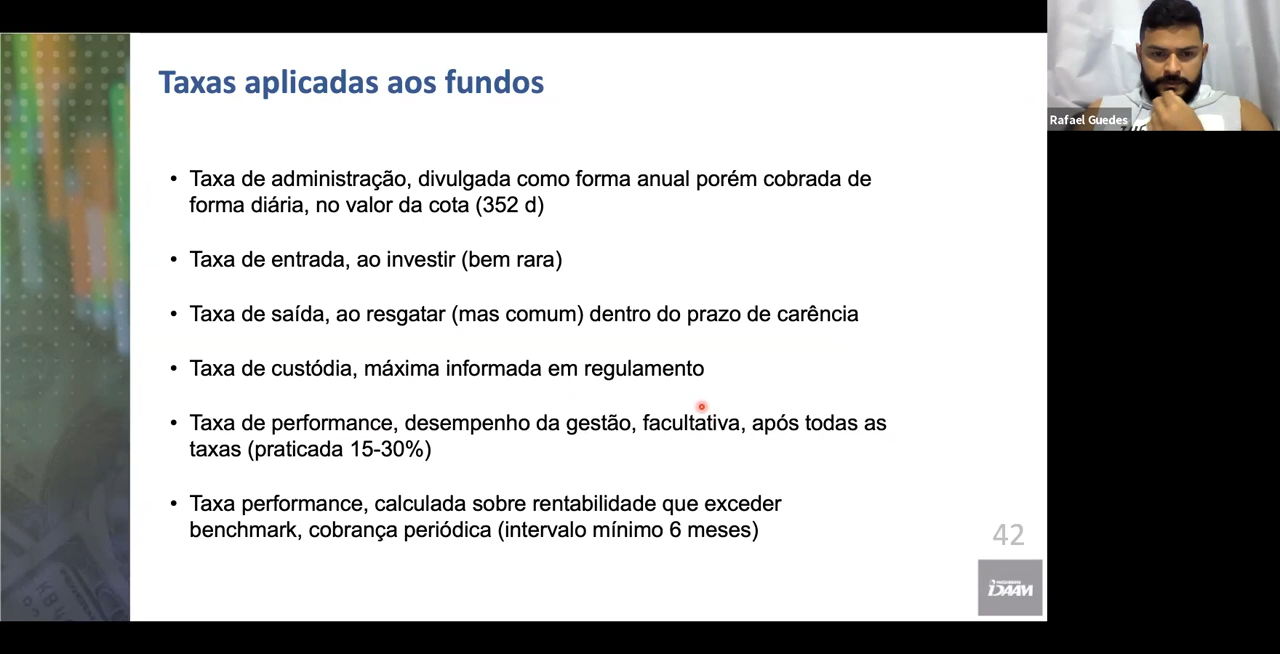 Taxas aplicadas aos fundos
• Taxa de administração, divulgada como forma anual porém cobrada de
forma diária, no valor da cota (352 d)
• Taxa de entrada, ao investir (bem rara)
• Taxa de saída, ao resgatar (mas comum) dentro do prazo de carência
• Taxa de custódia, máxima informada em regulamento
• Taxa de performance, desempenho da gestão, facultativa, após todas as
taxas (praticada 15-30%)
• Taxa performance, calculada sobre rentabilidade que exceder
benchmark, cobrança periódica (intervalo mínimo 6 meses)
42
Rafael Guedes